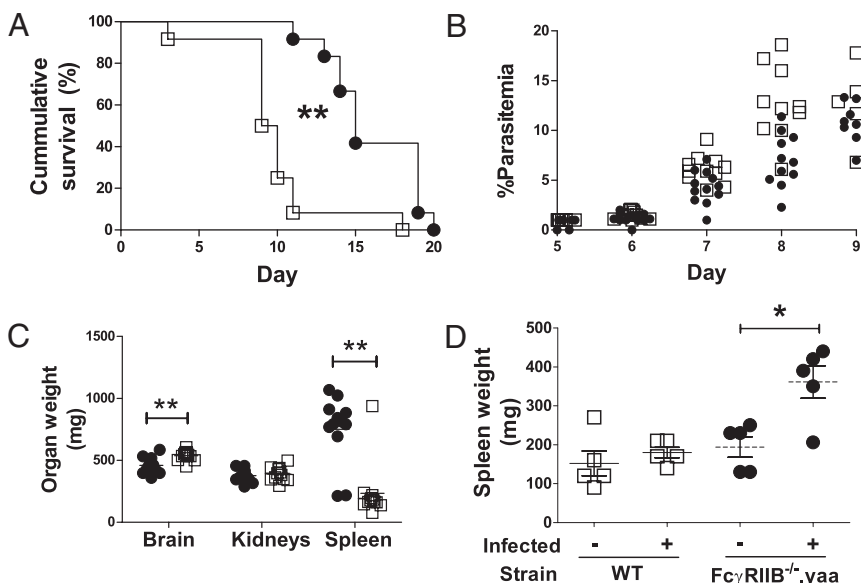 A
100
80
60
40
20
0
Cummulative
survival (%)
**
0 5 10 15 20
Day
B
20
15
10
5
0
%Parasitemia
5 6 7 8 9
Day
C
1500
1000
500
0
Organ weight
(mg)
**
**
Brain Kidneys Spleen
D
500
400
300
200
100
0
Spleen weight
(mg)
*
Infected - + - +
Strain WT FcγRIIB-/-.yaa